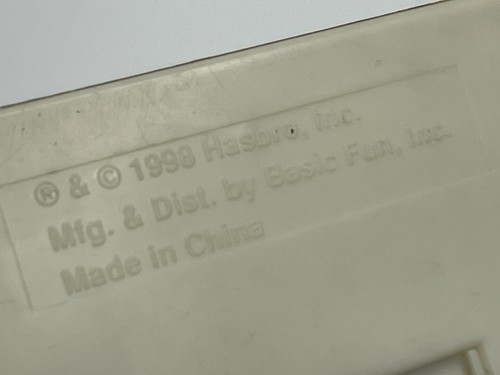 ® & © 1998 Hasbro, Inc.
Mfg. & Dist. by Basic Fun, Inc.
Made in China